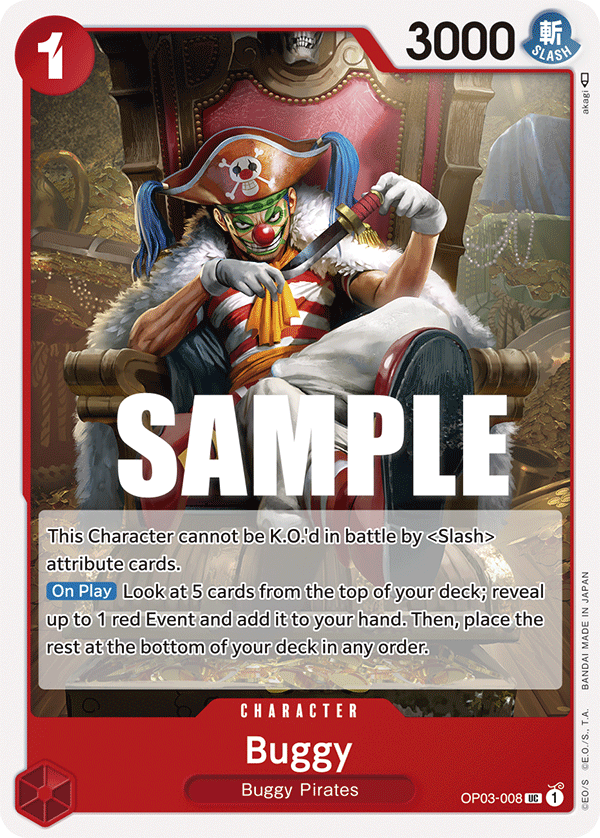 1
3000
斬
SLASH
akagi
SAMPLE
This Character cannot be K.O.'d in battle by <Slash>
attribute cards.
On Play Look at 5 cards from the top of your deck; reveal
up to 1 red Event and add it to your hand. Then, place the
rest at the bottom of your deck in any order.
CHARACTER
Buggy
Buggy Pirates
OP03-008 UC 1
©EO/S ©E.O./S., T.A. BANDAI MADE IN JAPAN